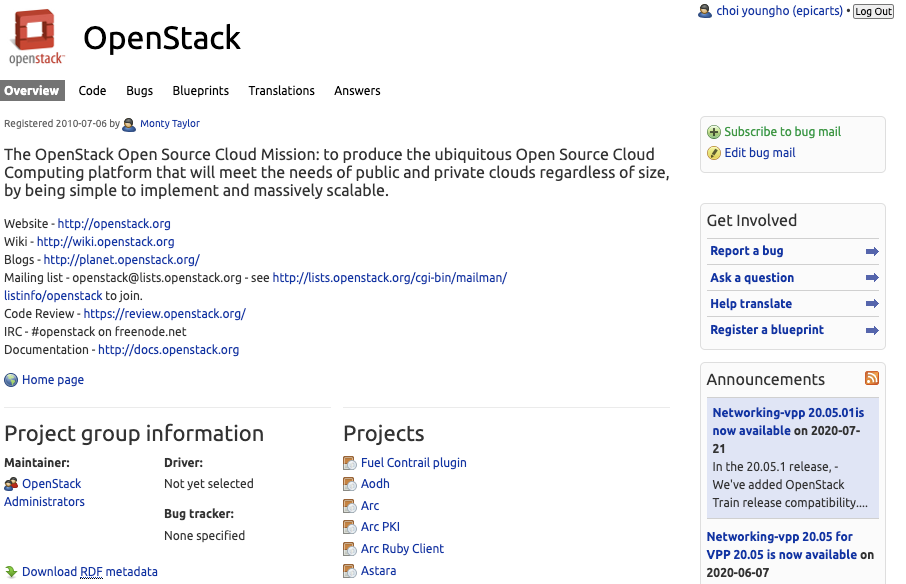 choi youngho (epicarts) • Log Out
openstack
OpenStack
Overview Code Bugs Blueprints Translations Answers
Registered 2010-07-06 by Monty Taylor
The OpenStack Open Source Cloud Mission: to produce the ubiquitous Open Source Cloud
Computing platform that will meet the needs of public and private clouds regardless of size,
by being simple to implement and massively scalable.
Website - http://openstack.org
Wiki - http://wiki.openstack.org
Blogs - http://planet.openstack.org/
Mailing list - openstack@lists.openstack.org - see http://lists.openstack.org/cgi-bin/mailman/
listinfo/openstack to join.
Code Review - https://review.openstack.org/
IRC - #openstack on freenode.net
Documentation - http://docs.openstack.org
Home page
Project group information
Maintainer:
OpenStack
Administrators
Driver:
Not yet selected
Bug tracker:
None specified
Download RDF metadata
Projects
Fuel Contrail plugin
Aodh
Arc
Arc PKI
Arc Ruby Client
Astara
Subscribe to bug mail
Edit bug mail
Get Involved
Report a bug
Ask a question
Help translate
Register a blueprint
Announcements
Networking-vpp 20.05.01is
now available on 2020-07-
21
In the 20.05.1 release, -
We've added OpenStack
Train release compatibility....
Networking-vpp 20.05 for
VPP 20.05 is now available on
2020-06-07